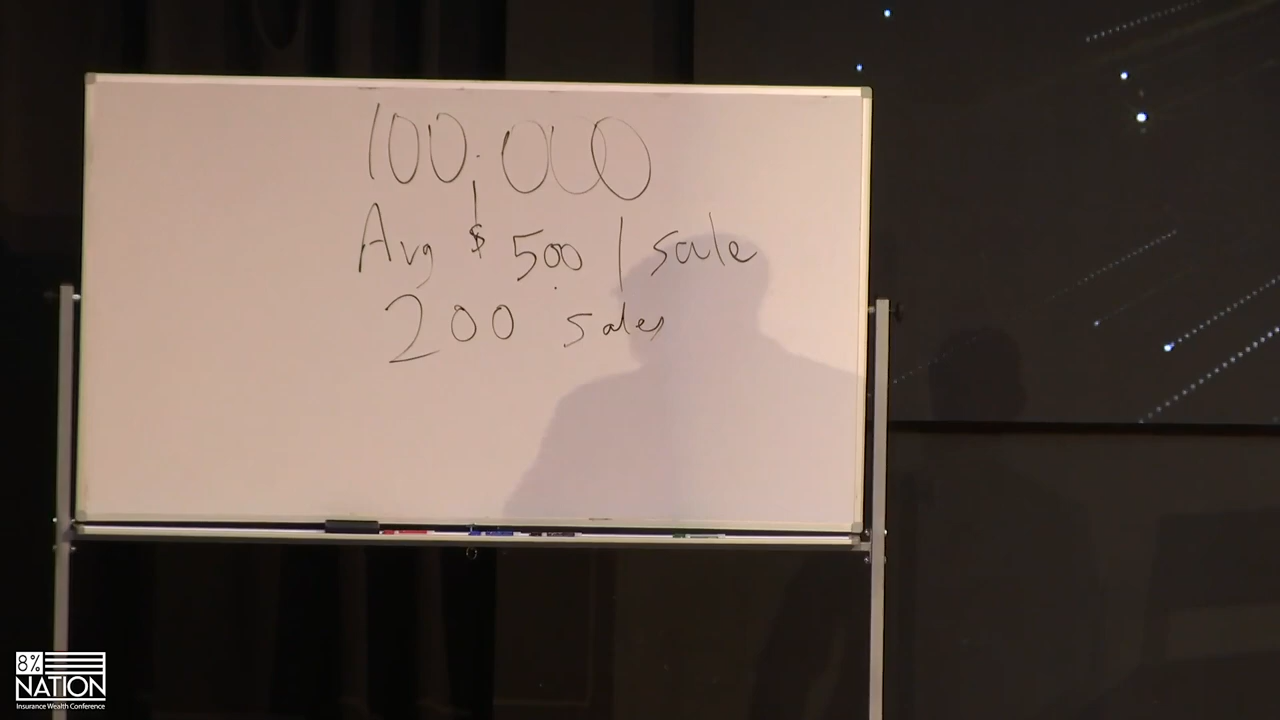 100,000
Avg $ 500 / sale
200 sales
8%
NATION
Insurance Wealth Conference